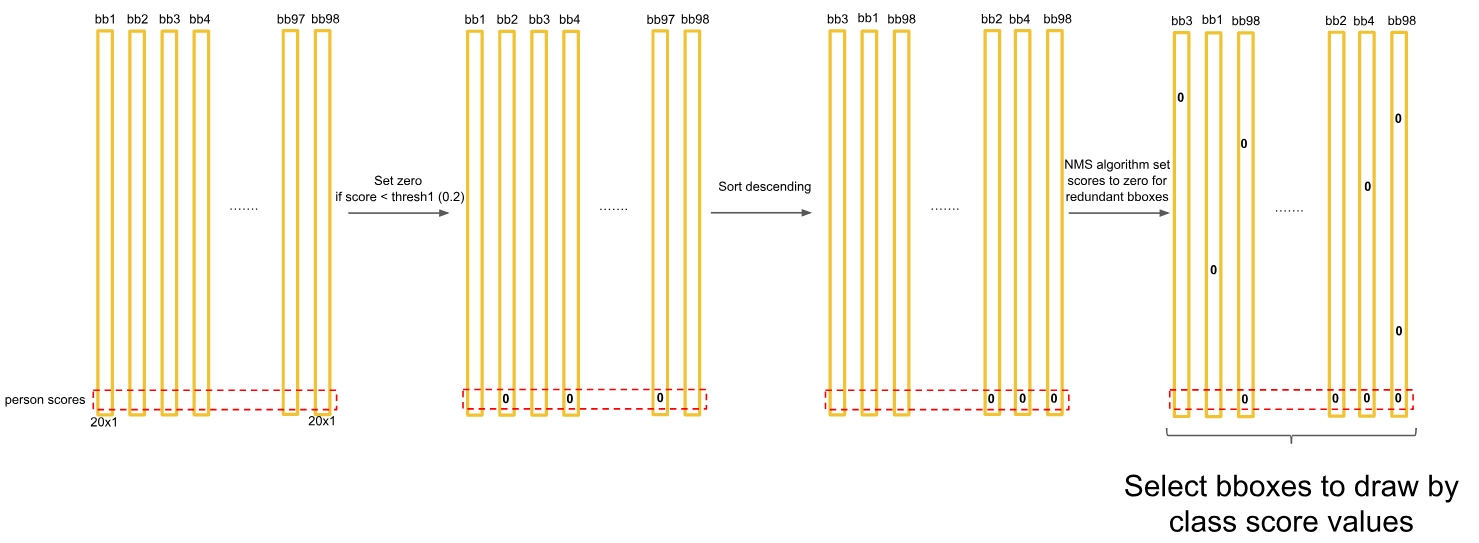 bb1 bb2 bb3 bb4 bb97 bb98
bb1 bb2 bb3 bb4 bb97 bb98
bb3 bb1 bb98 bb2 bb4 bb98
bb3 bb1 bb98 bb2 bb4 bb98
.......
Set zero
if score < thresh1 (0.2)
.......
Sort descending
.......
NMS algorithm set
scores to zero for
redundant bboxes
0
0
0
0
.......
0
0
0
person scores
0 0 0
0 0 0
0 0 0 0
20x1 20x1
Select bboxes to draw by
class score values